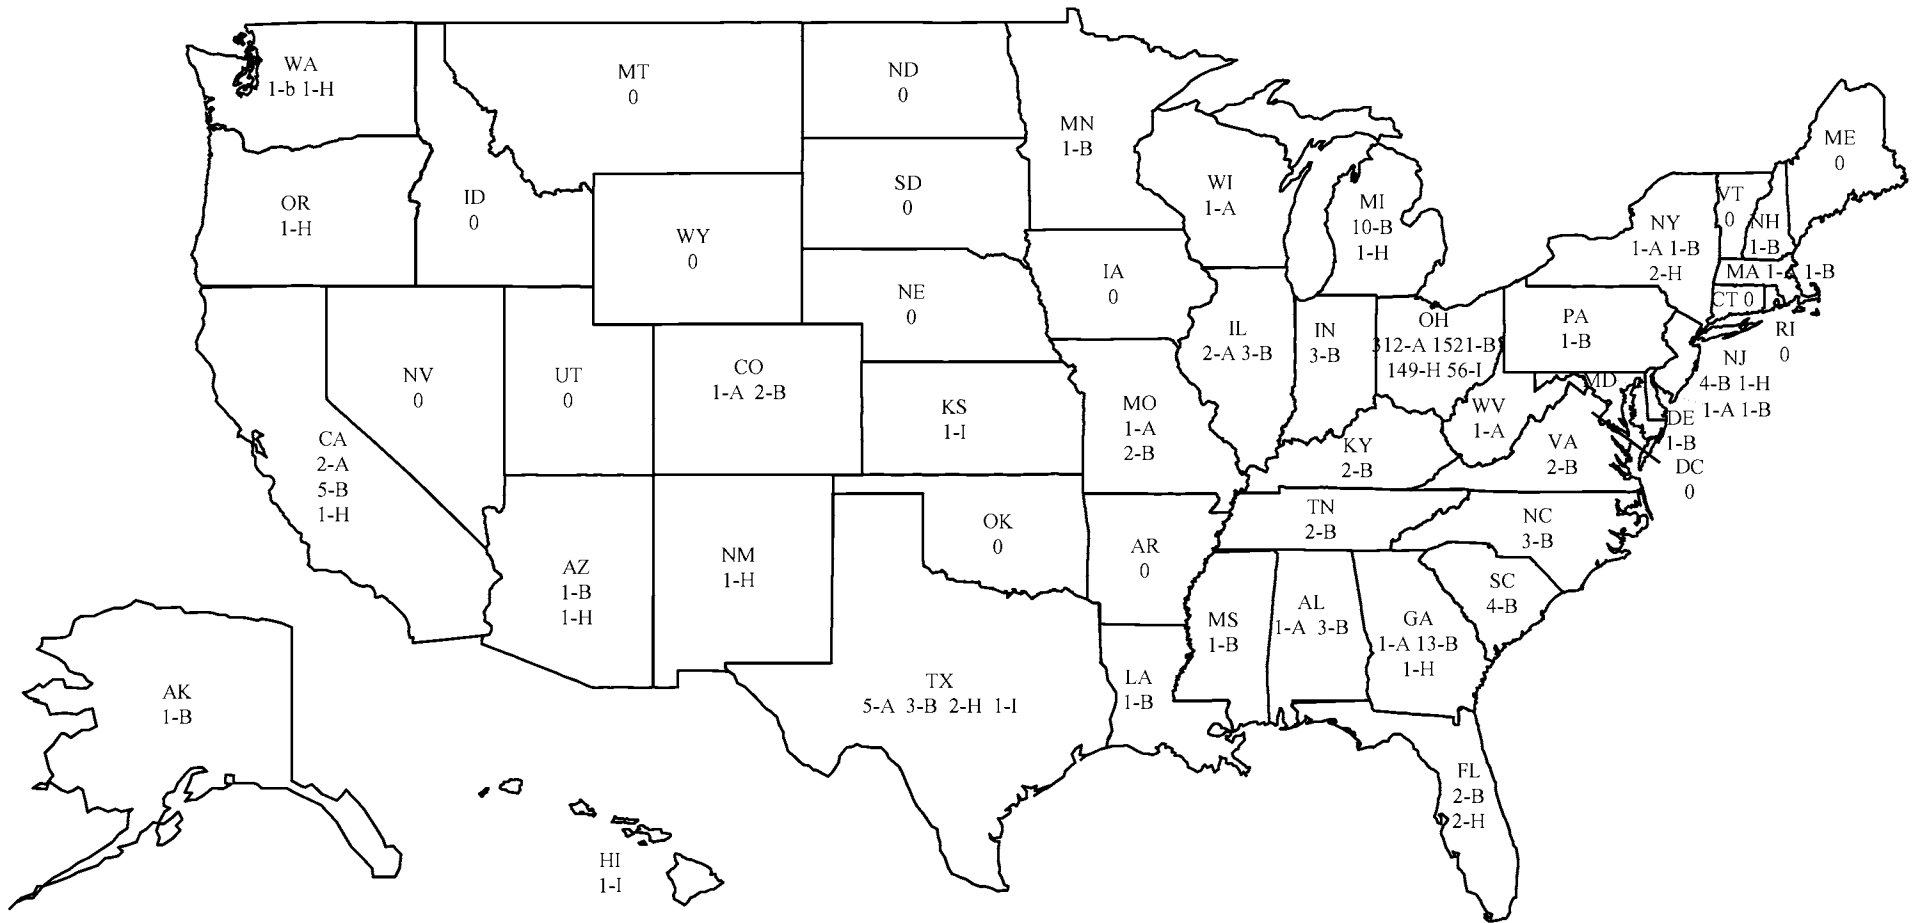 WA
1-b 1-H
MT
0
ND
0
MN
1-B
ME
0
OR
1-H
ID
0
WY
0
SD
0
WI
1-A
MI
10-B
1-H
NY
1-A 1-B
2-H
VT
0
NH
1-B
MA 1-A 1-B
CT 0
RI
0
NE
0
IA
0
IL
2-A 3-B
IN
3-B
OH
312-A 1521-B
149-H 56-I
PA
1-B
NJ
4-B 1-H
MD
1-A 1-B
DE
1-B
DC
0
NV
0
UT
0
CO
1-A 2-B
KS
1-I
MO
1-A
2-B
KY
2-B
WV
1-A
VA
2-B
CA
2-A
5-B
1-H
AZ
1-B
1-H
NM
1-H
OK
0
AR
0
TN
2-B
NC
3-B
SC
4-B
MS
1-B
AL
1-A 3-B
GA
1-A 13-B
1-H
TX
5-A 3-B 2-H 1-I
LA
1-B
FL
2-B
2-H
AK
1-B
HI
1-I